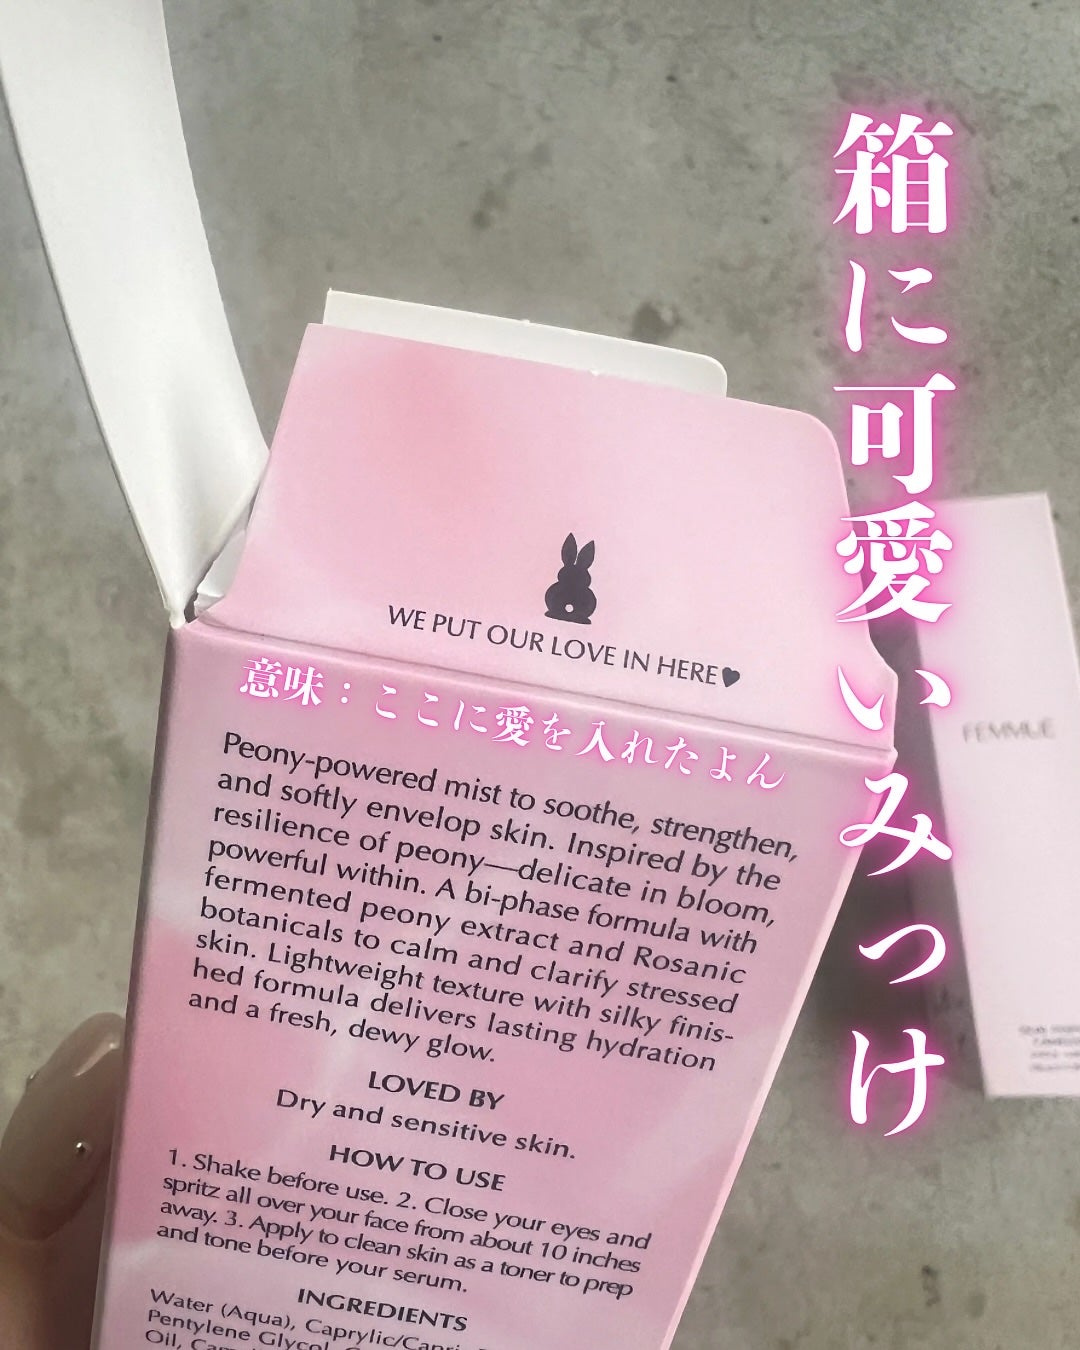 箱に可愛いみっけ
WE PUT OUR LOVE IN HERE♥
意味：ここに愛を入れたよん
Peony-powered mist to soothe, strengthen,
and softly envelop skin. Inspired by the
resilience of peony—delicate in bloom,
powerful within. A bi-phase formula with
fermented peony extract and Rosanic
botanicals to calm and clarify stressed
skin. Lightweight texture with silky finis-
hed formula delivers lasting hydration
and a fresh, dewy glow.
LOVED BY
Dry and sensitive skin.
HOW TO USE
1. Shake before use. 2. Close your eyes and
spritz all over your face from about 10 inches
away. 3. Apply to clean skin as a toner to prep
and tone before your serum.
INGREDIENTS
Water (Aqua), Caprylic/Capric
Pentylene Glycol,
Oil,
FEMMUE